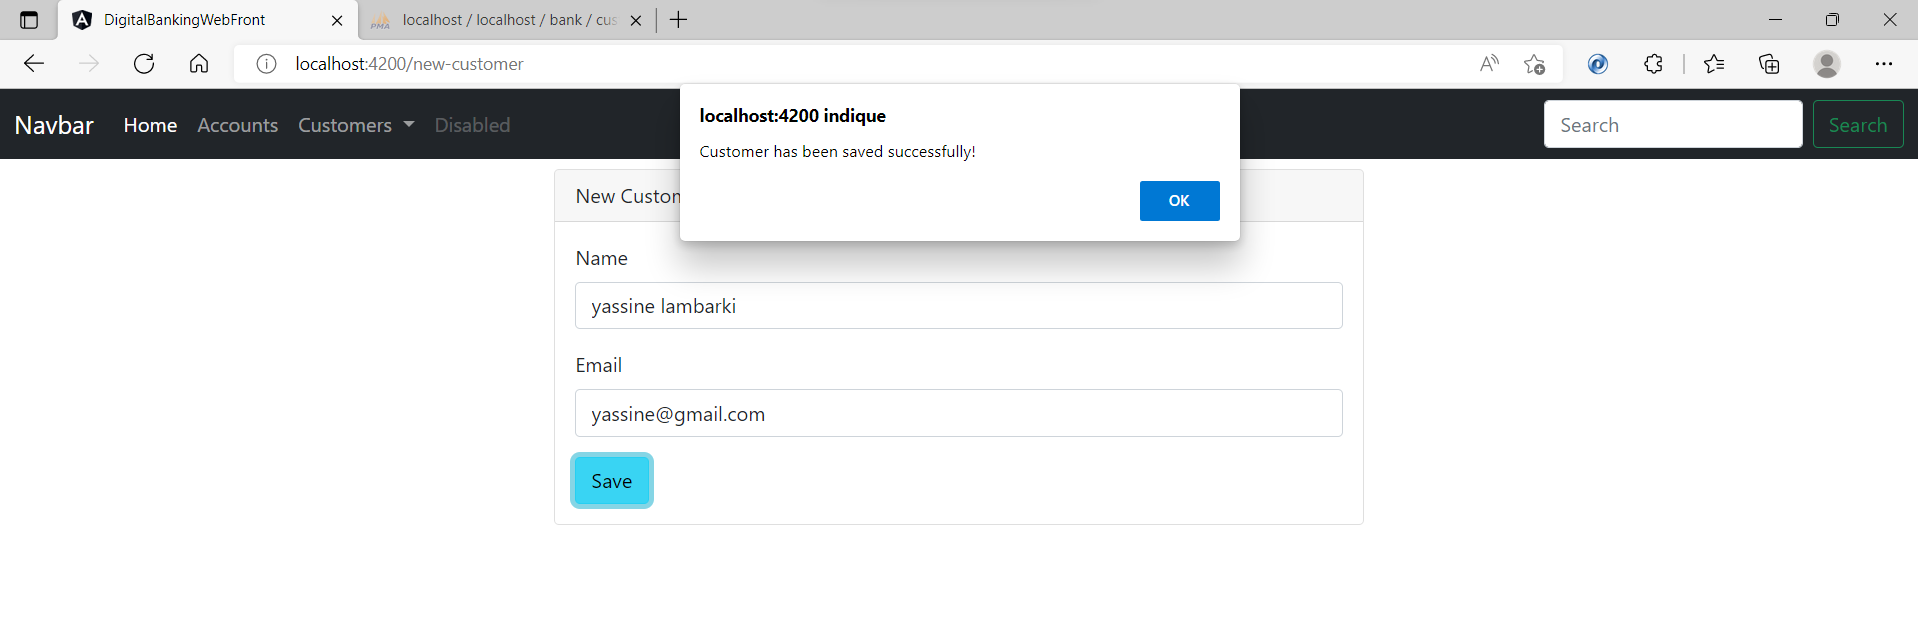 DigitalBankingWebFront
localhost / localhost / bank / cus
localhost:4200/new-customer
Navbar Home Accounts Customers Disabled Search Search
localhost:4200 indique
Customer has been saved successfully!
OK
New Custom
Name
yassine lambarki
Email
yassine@gmail.com
Save